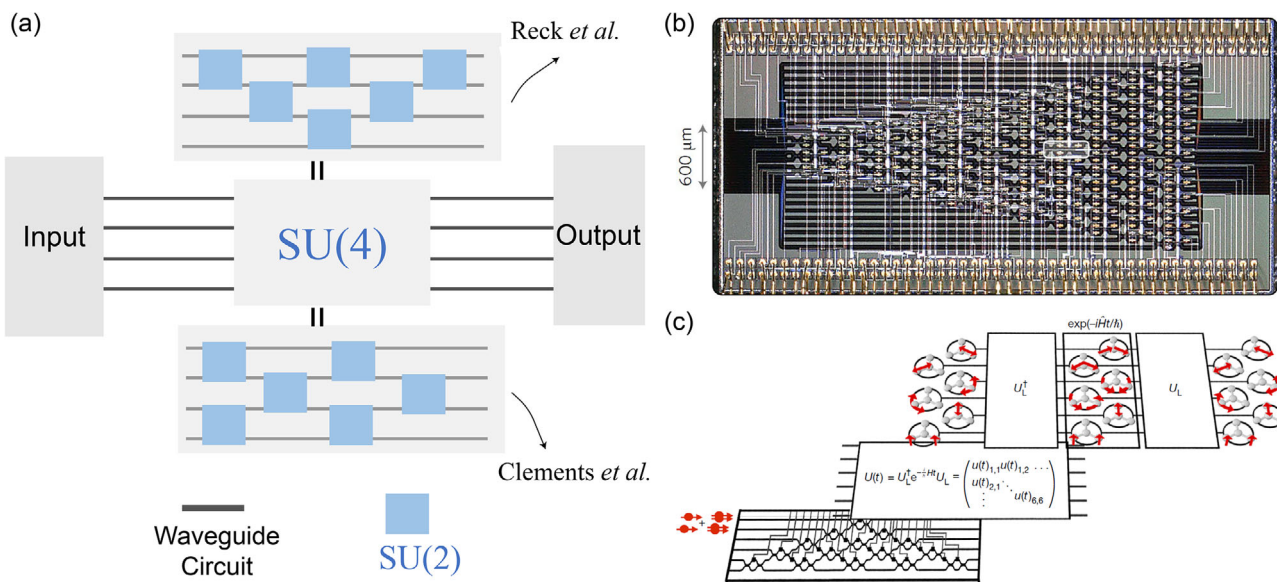 (a)
Reck et al.
Input
SU(4)
Output
Clements et al.
Waveguide
Circuit
SU(2)
(b)
600 μm
(c)
exp(−iĤt/ℏ)
U_L^†
U_L
U(t) = U_L^† e^{−i/ℏ Ht} U_L = ( u(t)_{1,1} u(t)_{1,2} ...
u(t)_{2,1} ⋱
⋮ u(t)_{6,6} )
+